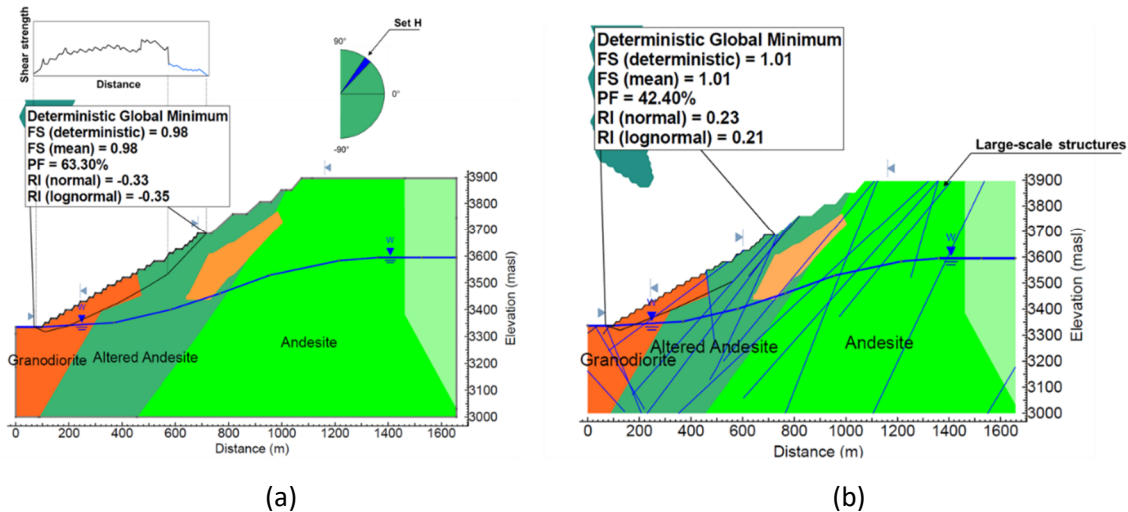 Shear strength
Distance
Set H
90°
0°
-90°
Deterministic Global Minimum
FS (deterministic) = 0.98
FS (mean) = 0.98
PF = 63.30%
RI (normal) = -0.33
RI (lognormal) = -0.35
W
W
Granodiorite
Altered Andesite
Andesite
3900
3800
3700
3600
3500
3400
3300
3200
3100
3000
Elevation (masl)
0 200 400 600 800 1000 1200 1400 1600
Distance (m)
(a)
(b)
Deterministic Global Minimum
FS (deterministic) = 1.01
FS (mean) = 1.01
PF = 42.40%
RI (normal) = 0.23
RI (lognormal) = 0.21
Large-scale structures
W
W
Granodiorite
Altered Andesite
Andesite
3900
3800
3700
3600
3500
3400
3300
3200
3100
3000
Elevation (masl)
0 200 400 600 800 1000 1200 1400 1600
Distance (m)
(a)
(b)